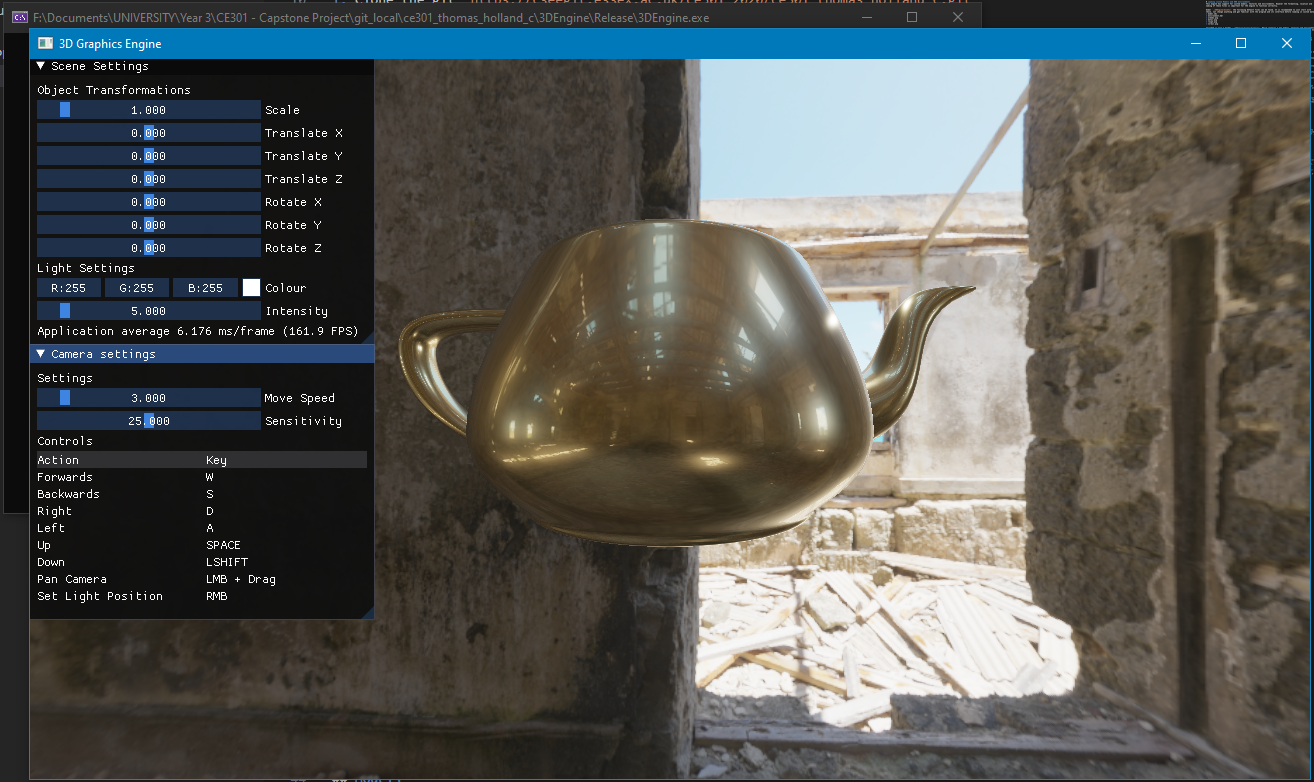 F:\Documents\UNIVERSITY\Year 3\CE301 - Capstone Project\git_local\ce301_thomas_holland_c\3DEngine\Release\3DEngine.exe
3D Graphics Engine
Scene Settings
Object Transformations
1.000 Scale
0.000 Translate X
0.000 Translate Y
0.000 Translate Z
0.000 Rotate X
0.000 Rotate Y
0.000 Rotate Z
Light Settings
R:255 G:255 B:255 Colour
5.000 Intensity
Application average 6.176 ms/frame (161.9 FPS)
Camera settings
Settings
3.000 Move Speed
25.000 Sensitivity
Controls
Action Key
Forwards W
Backwards S
Right D
Left A
Up SPACE
Down LSHIFT
Pan Camera LMB + Drag
Set Light Position RMB